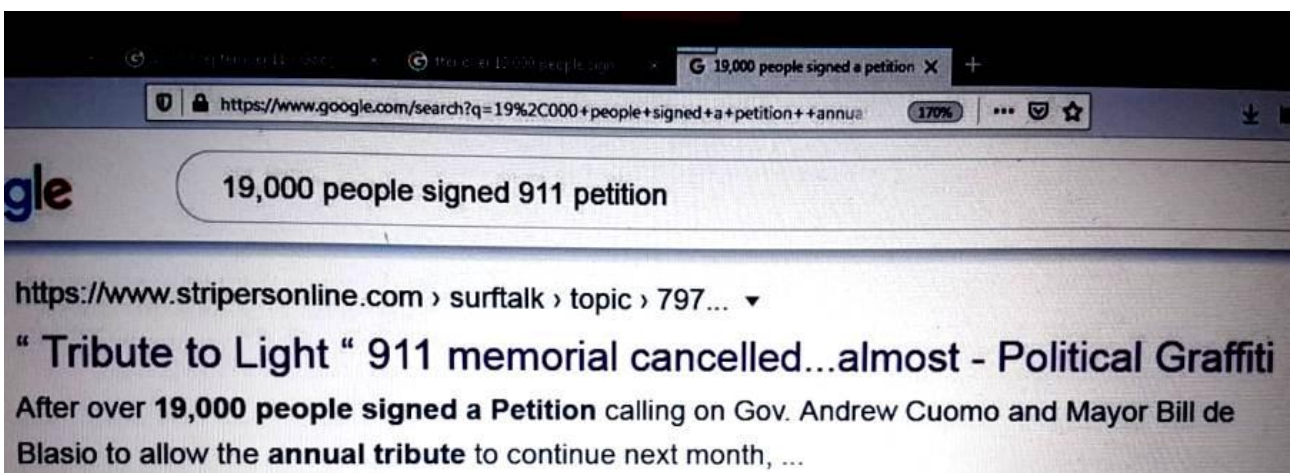 19,000 people signed a petition
https://www.google.com/search?q=19%2C000+people+signed+a+petition++annua 170%
gle 19,000 people signed 911 petition
https://www.stripersonline.com › surftalk › topic › 797...
“ Tribute to Light “ 911 memorial cancelled...almost - Political Graffiti
After over 19,000 people signed a Petition calling on Gov. Andrew Cuomo and Mayor Bill de
Blasio to allow the annual tribute to continue next month, ...